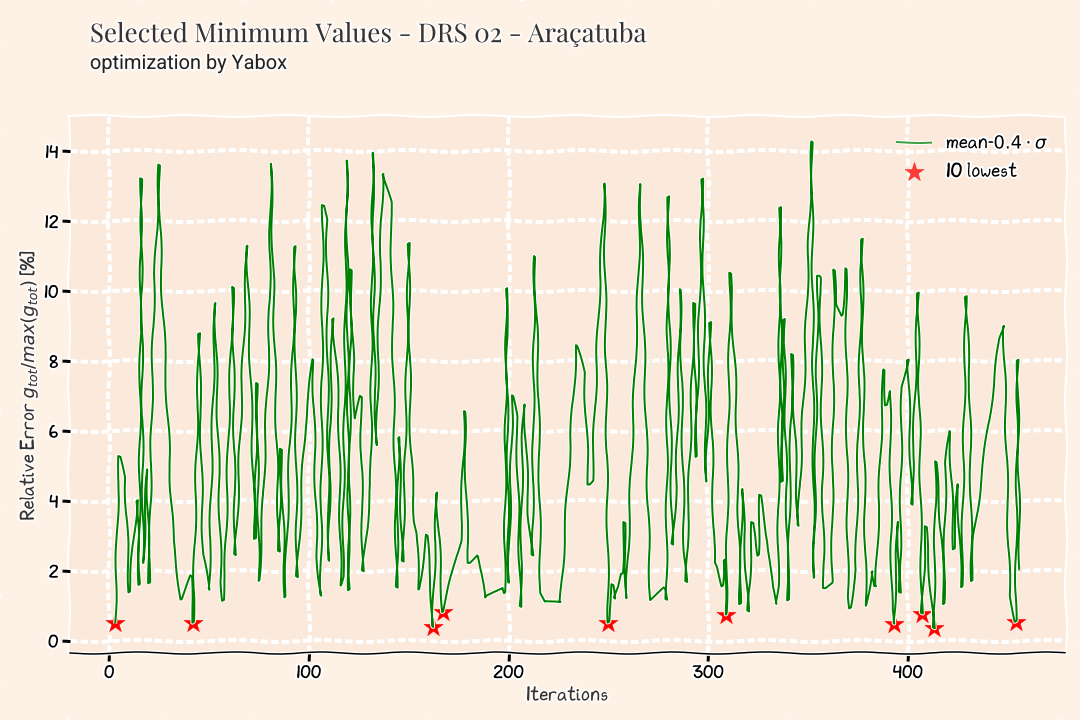 Selected Minimum Values - DRS 02 - Araçatuba
optimization by Yabox
mean-0.4 · σ
10 lowest
Relative Error g_tot/max(g_tot) [%]
14
12
10
8
6
4
2
0
0 100 200 300 400
Iterations